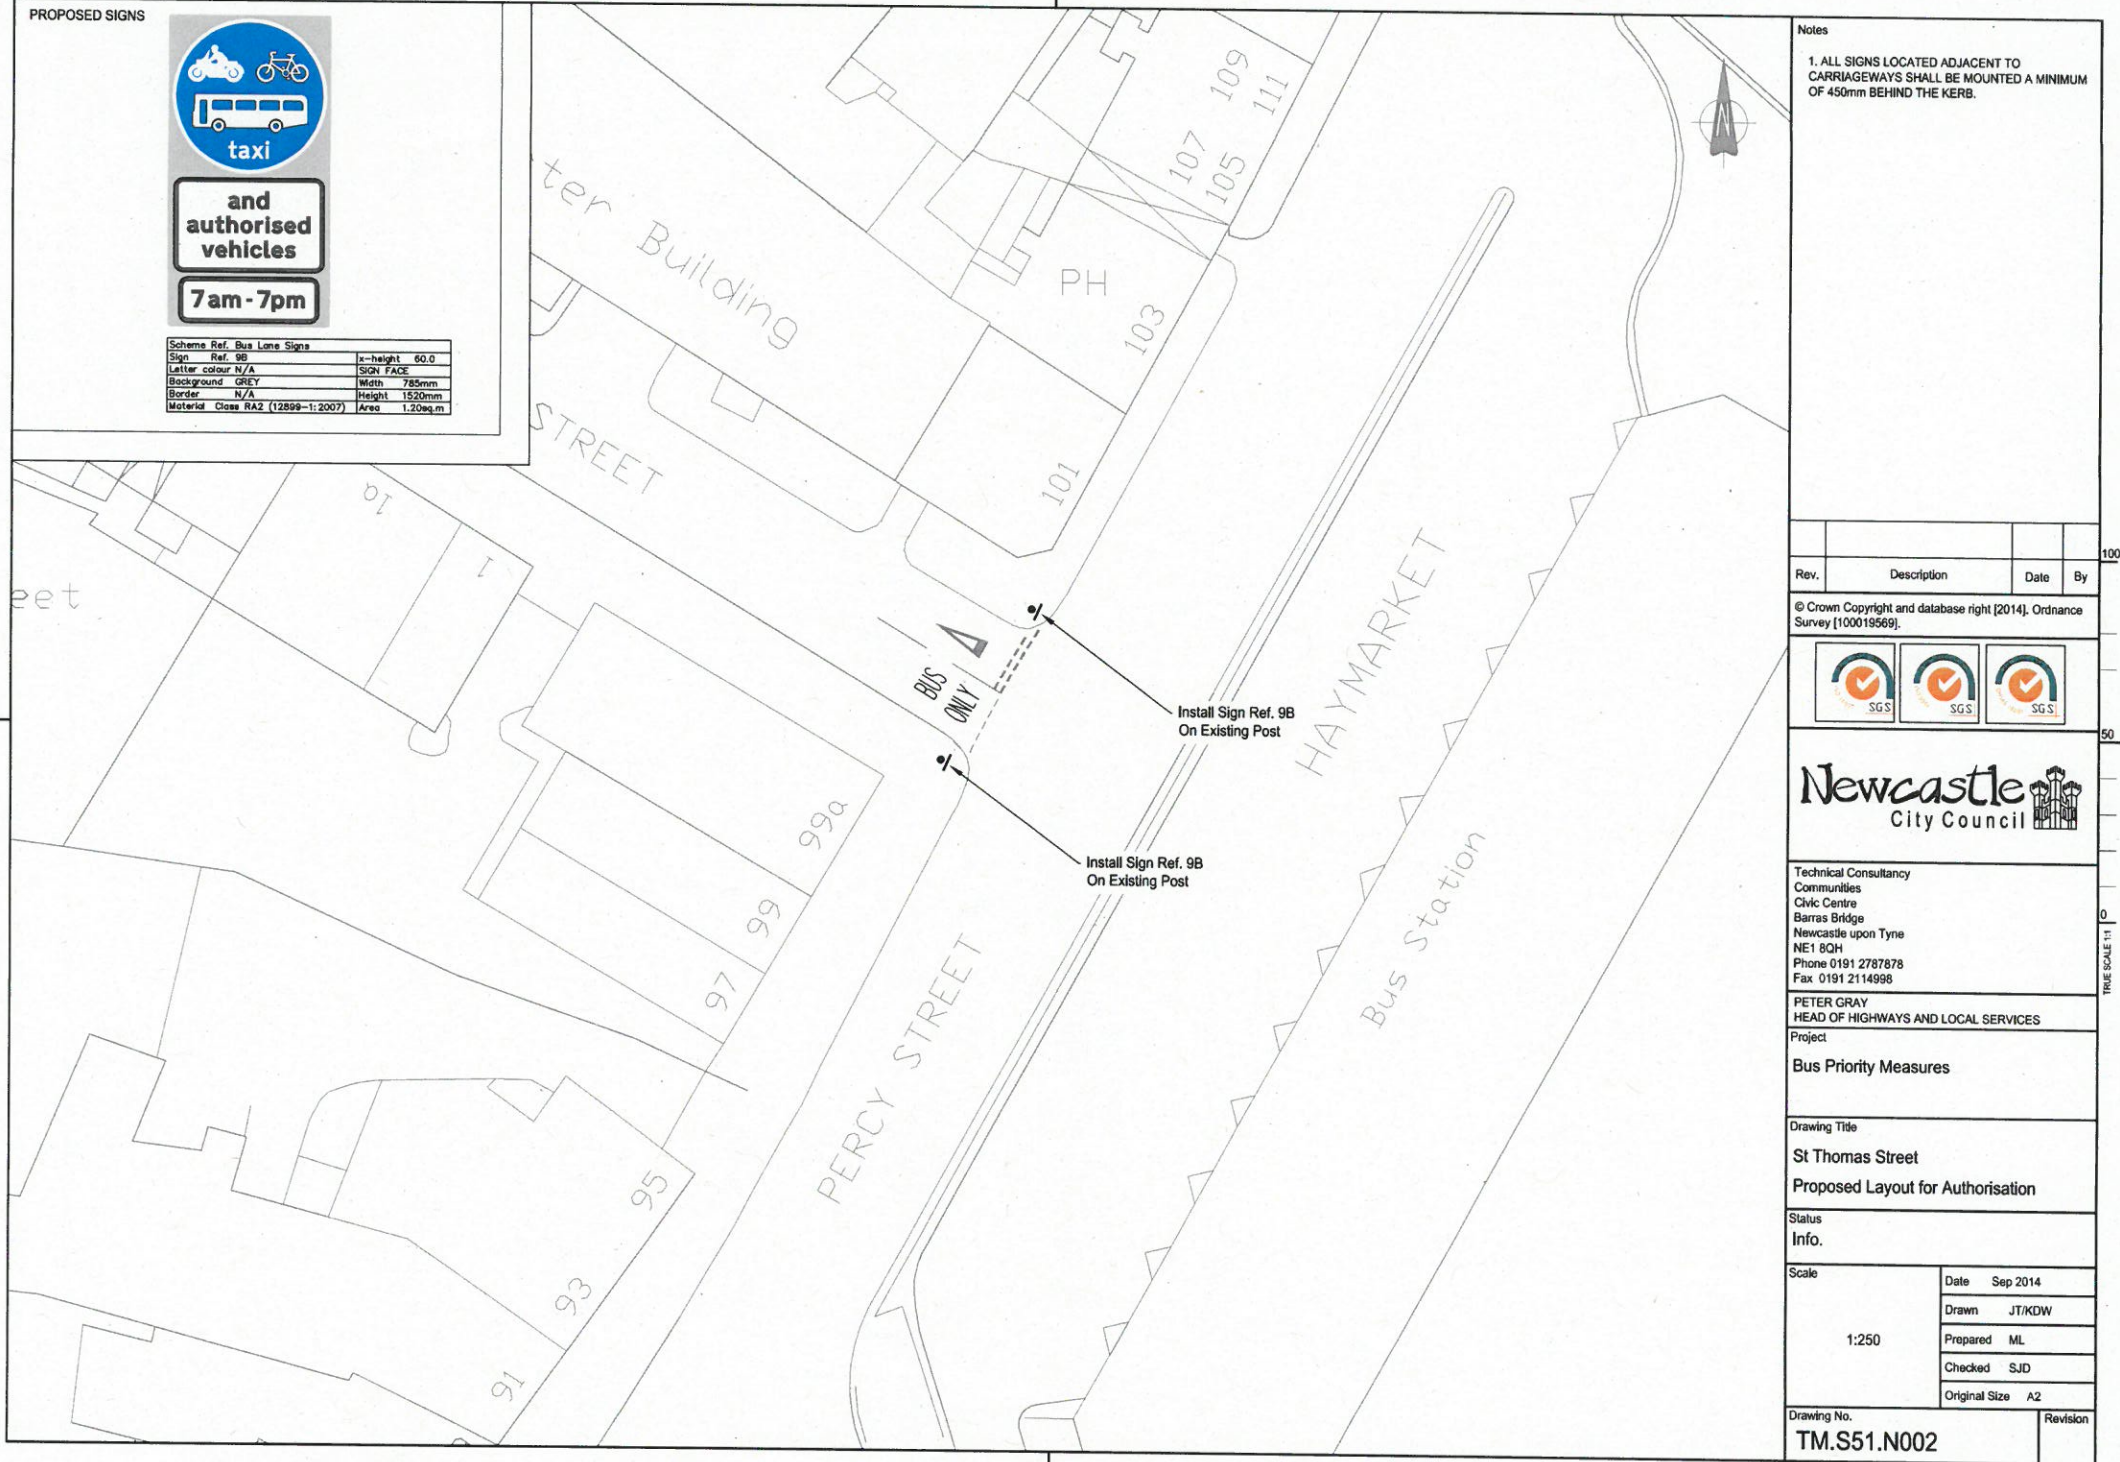 PROPOSED SIGNS
taxi
and
authorised
vehicles
7am-7pm
Scheme Ref. Bus Lane Signs
Sign Ref. 9B x-height 60.0
Letter colour N/A SIGN FACE
Background GREY Width 785mm
Border N/A Height 1520mm
Material Class RA2 (12899-1:2007) Area 1.20sq.m
ter Building
STREET
PH
109
111
107
105
103
101
1a
1
eet
BUS
ONLY
Install Sign Ref. 9B
On Existing Post
Install Sign Ref. 9B
On Existing Post
HAYMARKET
Bus Station
PERCY STREET
99a
99
97
95
93
91
N
Notes
1. ALL SIGNS LOCATED ADJACENT TO
CARRIAGEWAYS SHALL BE MOUNTED A MINIMUM
OF 450mm BEHIND THE KERB.
Rev. Description Date By
© Crown Copyright and database right [2014]. Ordnance
Survey [100019569].
SGS SGS SGS
Newcastle
City Council
Technical Consultancy
Communities
Civic Centre
Barras Bridge
Newcastle upon Tyne
NE1 8QH
Phone 0191 2787878
Fax 0191 2114998
PETER GRAY
HEAD OF HIGHWAYS AND LOCAL SERVICES
Project
Bus Priority Measures
Drawing Title
St Thomas Street
Proposed Layout for Authorisation
Status
Info.
Scale
1:250
Date Sep 2014
Drawn JT/KDW
Prepared ML
Checked SJD
Original Size A2
Drawing No. Revision
TM.S51.N002
100
50
0
TRUE SCALE 1:1